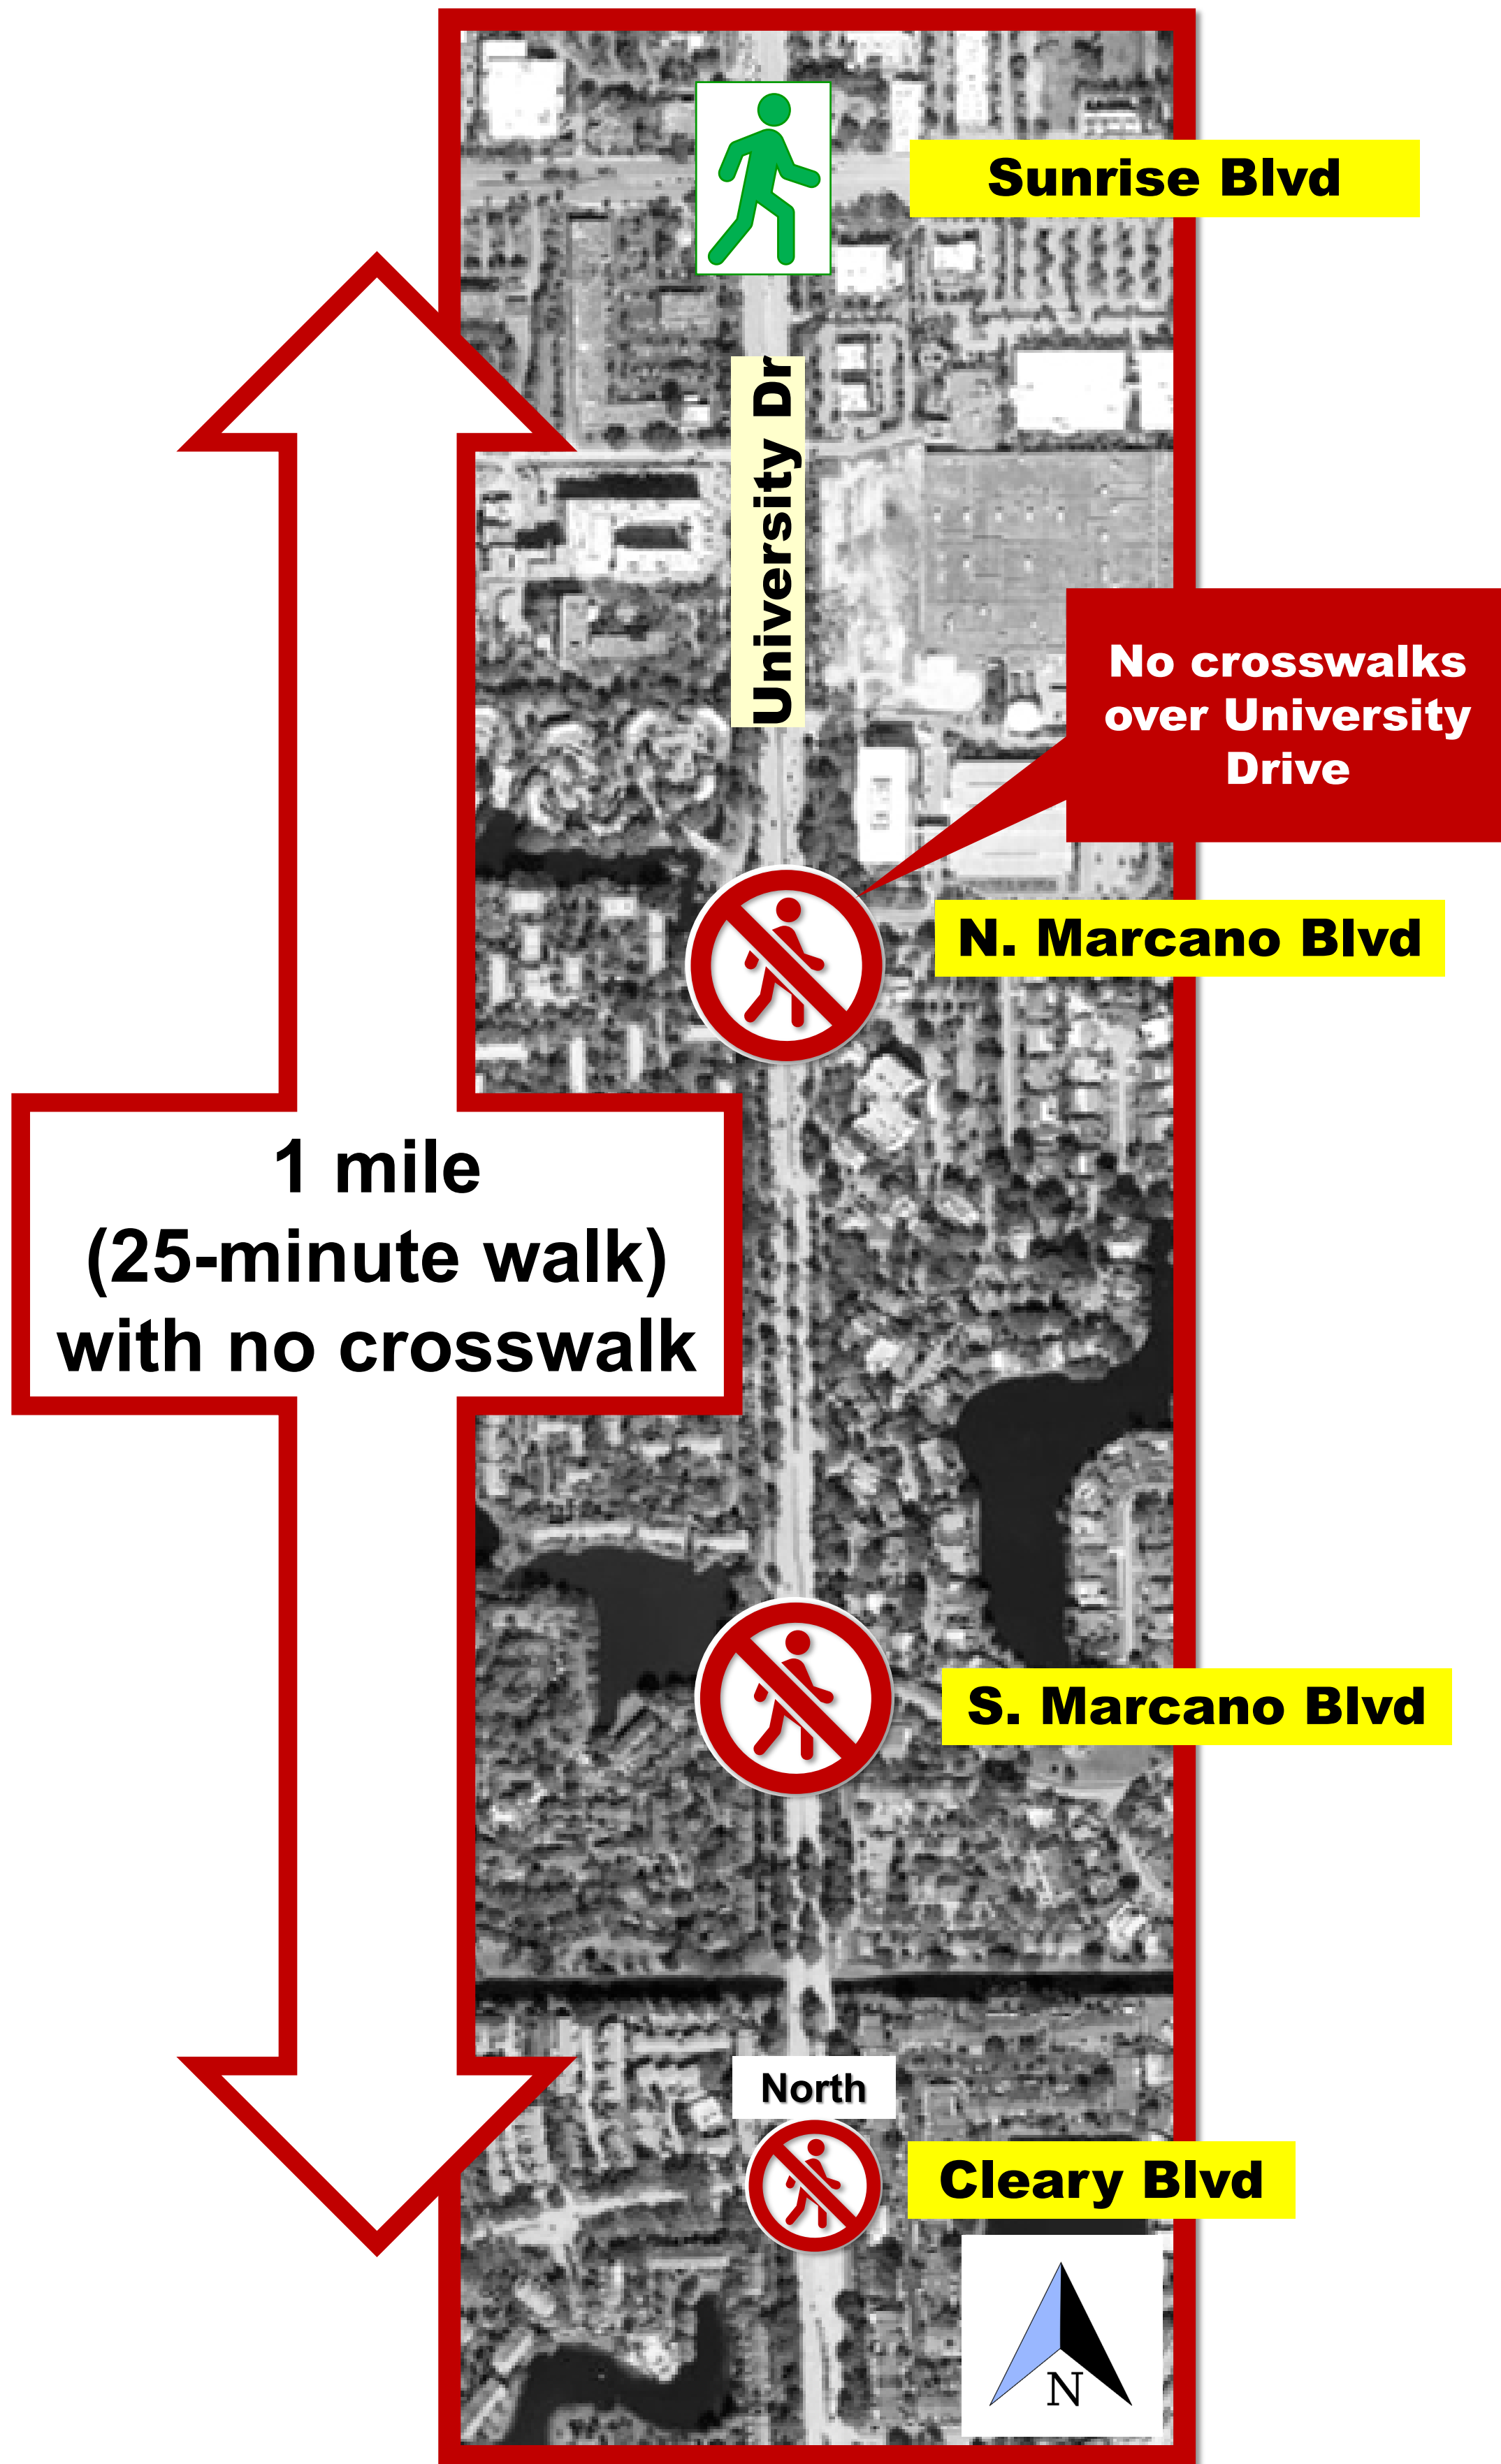 Sunrise Blvd
University Dr
No crosswalks
over University
Drive
N. Marcano Blvd
1 mile
(25-minute walk)
with no crosswalk
S. Marcano Blvd
North
Cleary Blvd
N